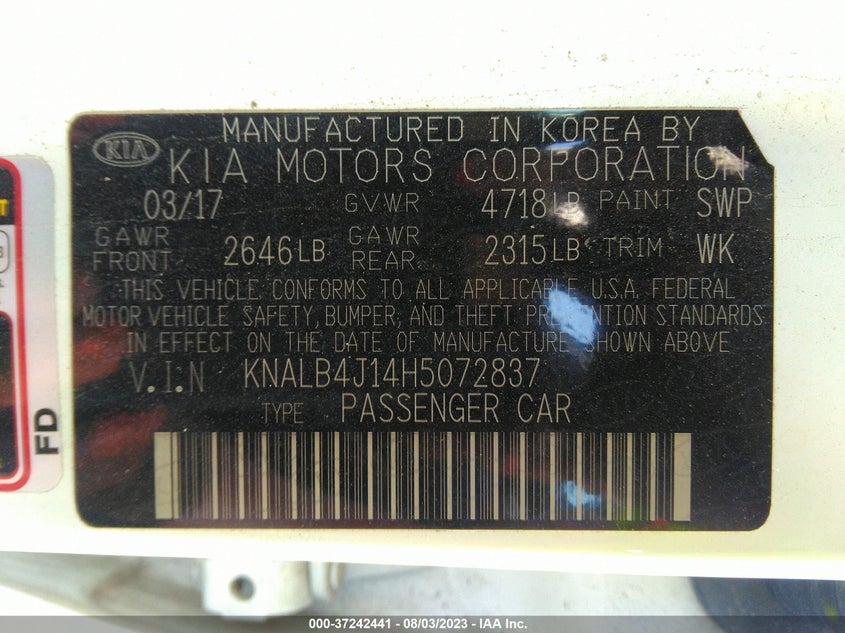 MANUFACTURED IN KOREA BY
KIA KIA MOTORS CORPORATION
03/17 GVWR 4718LB PAINT SWP
GAWR FRONT 2646LB GAWR REAR 2315LB TRIM WK
THIS VEHICLE CONFORMS TO ALL APPLICABLE U.S.A. FEDERAL
MOTOR VEHICLE SAFETY, BUMPER, AND THEFT PREVENTION STANDARDS
IN EFFECT ON THE DATE OF MANUFACTURE SHOWN ABOVE
V.I.N KNALB4J14H5072837
TYPE PASSENGER CAR
FD
000-37242441 - 08/03/2023 - IAA Inc.